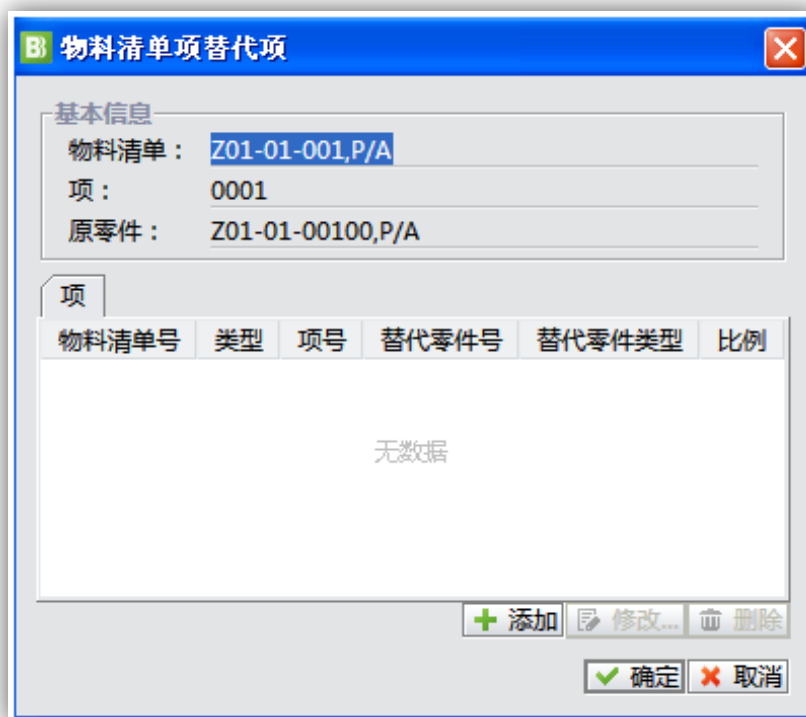 物料清单项替代项
基本信息
物料清单： Z01-01-001,P/A
项： 0001
原零件： Z01-01-00100,P/A
项
物料清单号 类型 项号 替代零件号 替代零件类型 比例
无数据
添加 修改... 删除
确定 取消